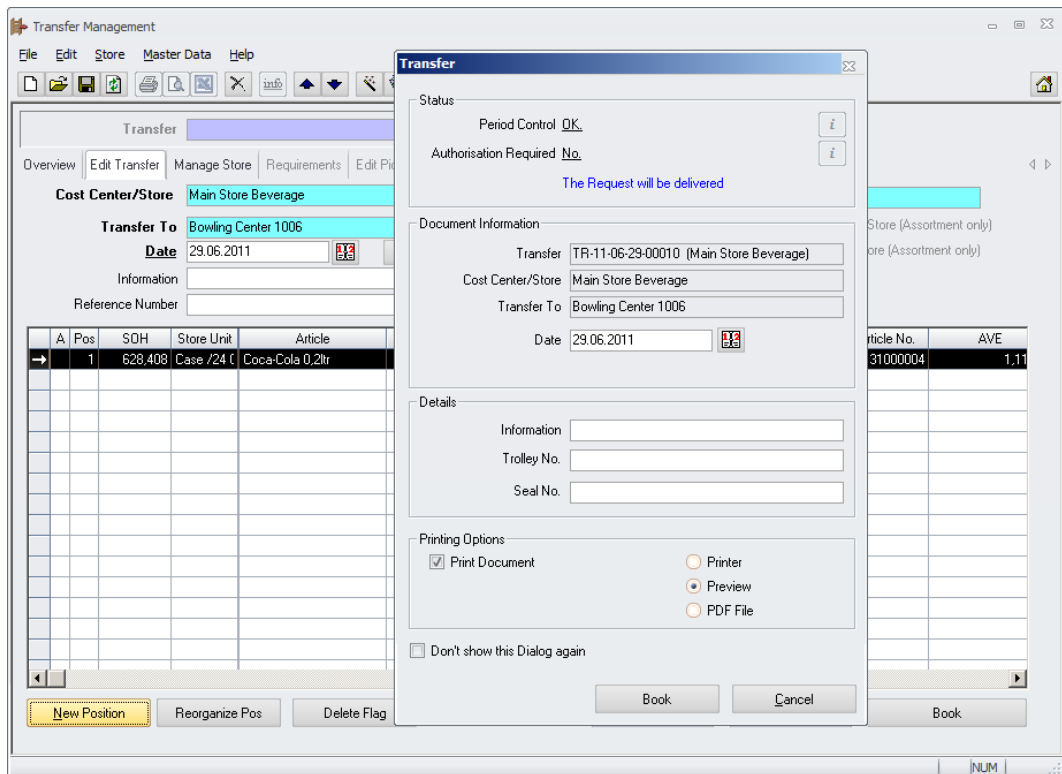 Transfer Management
File Edit Store Master Data Help
info
Transfer
Overview Edit Transfer Manage Store Requirements Edit Pic
Cost Center/Store Main Store Beverage
Transfer To Bowling Center 1006 Store (Assortment only)
Date 29.06.2011 ore (Assortment only)
Information
Reference Number
A Pos SOH Store Unit Article rticle No. AVE
1 628,408 Case /24 ( Coca-Cola 0,2ltr 31000004 1,11
New Position Reorganize Pos Delete Flag Book
NUM
Transfer
Status
Period Control OK. i
Authorisation Required No. i
The Request will be delivered
Document Information
Transfer TR-11-06-29-00010 (Main Store Beverage)
Cost Center/Store Main Store Beverage
Transfer To Bowling Center 1006
Date 29.06.2011
Details
Information
Trolley No.
Seal No.
Printing Options
Print Document Printer
Preview
PDF File
Don't show this Dialog again
Book Cancel